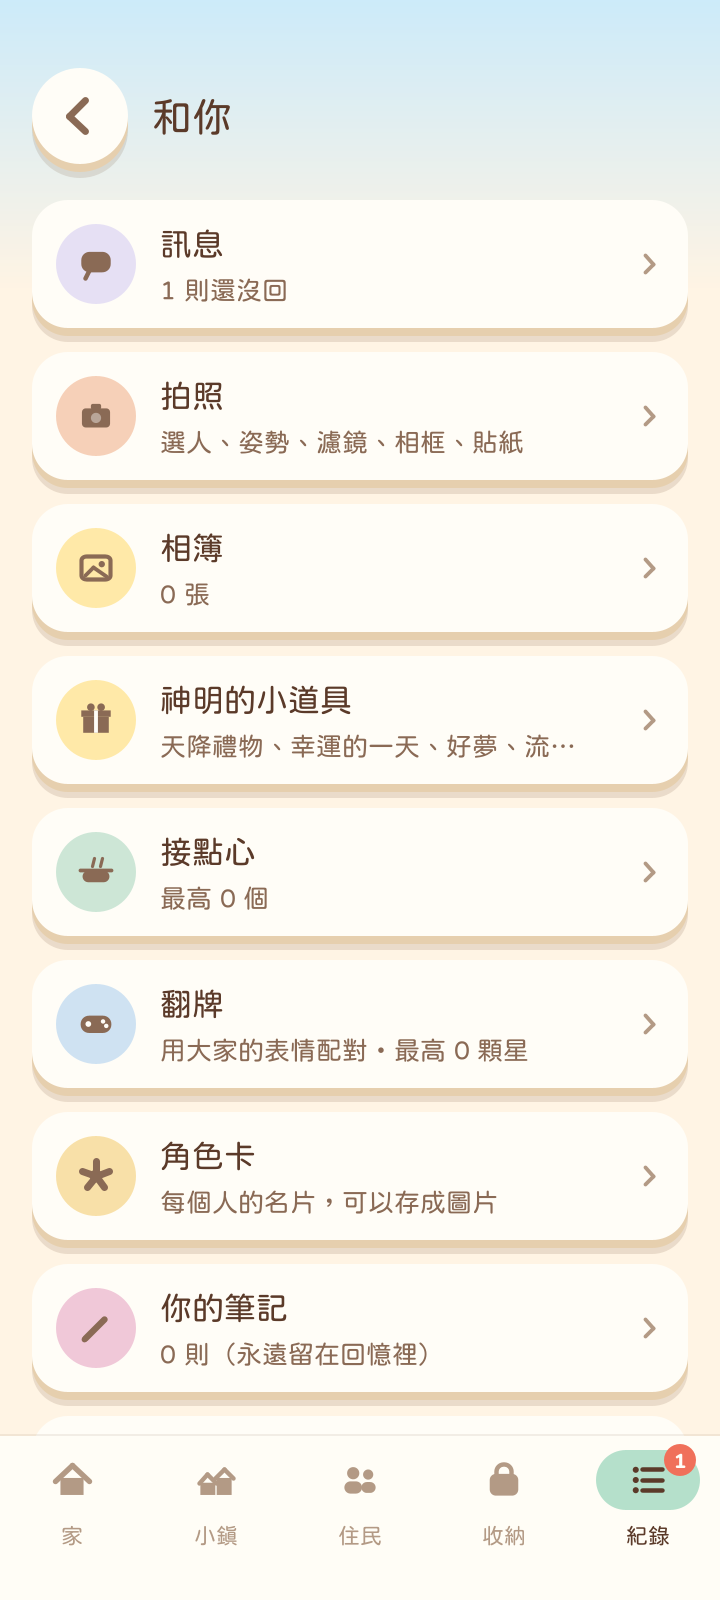 和你
訊息
1 則還沒回
拍照
選人、姿勢、濾鏡、相框、貼紙
相簿
0 張
神明的小道具
天降禮物、幸運的一天、好夢、流…
接點心
最高 0 個
翻牌
用大家的表情配對・最高 0 顆星
角色卡
每個人的名片，可以存成圖片
你的筆記
0 則（永遠留在回憶裡）
1
家
小鎮
住民
收納
紀錄